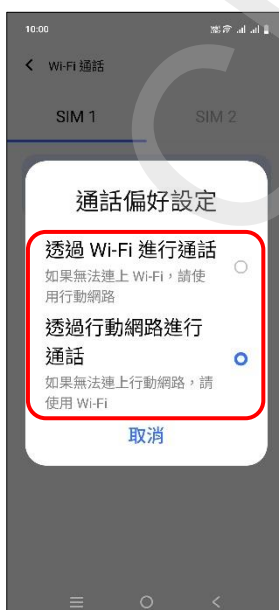 10:00
Wi-Fi 通話
SIM 1
SIM 2
通話偏好設定
透過 Wi-Fi 進行通話
如果無法連上 Wi-Fi，請使
用行動網路
透過行動網路進行
通話
如果無法連上行動網路，請
使用 Wi-Fi
取消